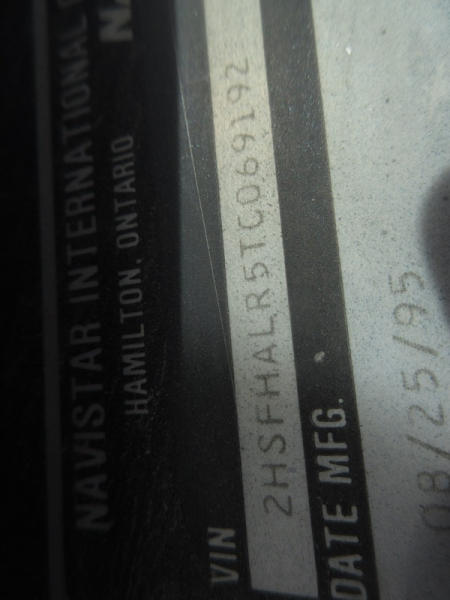 NAVISTAR INTERNATIONAL
HAMILTON, ONTARIO
VIN 2HSFHALR5TC069192
DATE MFG. 08/25/95